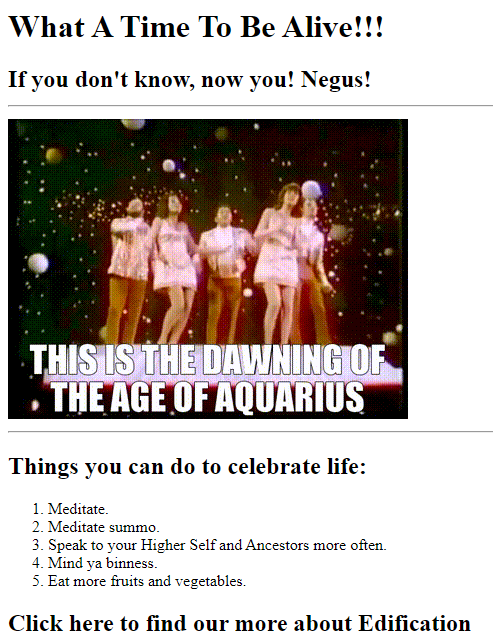 What A Time To Be Alive!!!
If you don't know, now you! Negus!
THIS IS THE DAWNING OF
THE AGE OF AQUARIUS
Things you can do to celebrate life:
1. Meditate.
2. Meditate summo.
3. Speak to your Higher Self and Ancestors more often.
4. Mind ya binness.
5. Eat more fruits and vegetables.
Click here to find our more about Edification